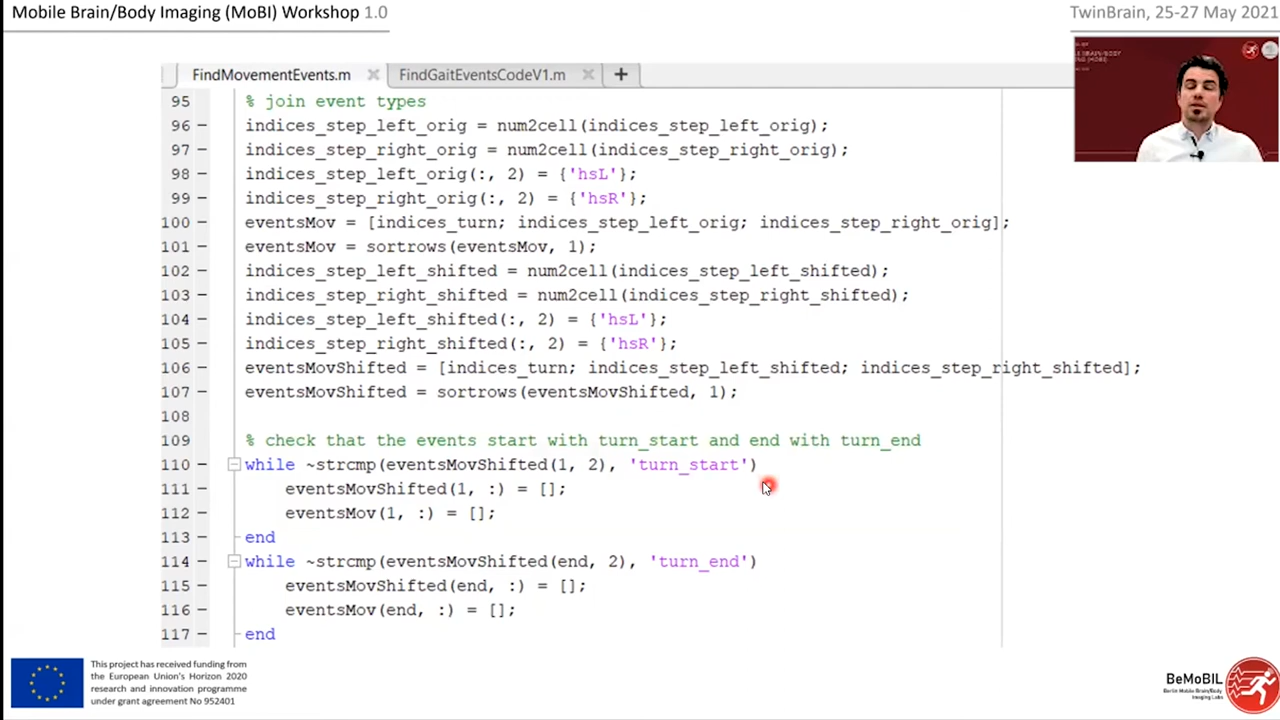 Mobile Brain/Body Imaging (MoBI) Workshop 1.0
TwinBrain, 25-27 May 2021
FindMovementEvents.m × FindGaitEventsCodeV1.m × +
95 % join event types
96 – indices_step_left_orig = num2cell(indices_step_left_orig);
97 – indices_step_right_orig = num2cell(indices_step_right_orig);
98 – indices_step_left_orig(:, 2) = {'hsL'};
99 – indices_step_right_orig(:, 2) = {'hsR'};
100 – eventsMov = [indices_turn; indices_step_left_orig; indices_step_right_orig];
101 – eventsMov = sortrows(eventsMov, 1);
102 – indices_step_left_shifted = num2cell(indices_step_left_shifted);
103 – indices_step_right_shifted = num2cell(indices_step_right_shifted);
104 – indices_step_left_shifted(:, 2) = {'hsL'};
105 – indices_step_right_shifted(:, 2) = {'hsR'};
106 – eventsMovShifted = [indices_turn; indices_step_left_shifted; indices_step_right_shifted];
107 – eventsMovShifted = sortrows(eventsMovShifted, 1);
108
109 % check that the events start with turn_start and end with turn_end
110 – while ~strcmp(eventsMovShifted(1, 2), 'turn_start')
111 – eventsMovShifted(1, :) = [];
112 – eventsMov(1, :) = [];
113 – end
114 – while ~strcmp(eventsMovShifted(end, 2), 'turn_end')
115 – eventsMovShifted(end, :) = [];
116 – eventsMov(end, :) = [];
117 – end
This project has received funding from
the European Union's Horizon 2020
research and innovation programme
under grant agreement No 952401
BeMoBIL
Berlin Mobile Brain/Body
Imaging Labs